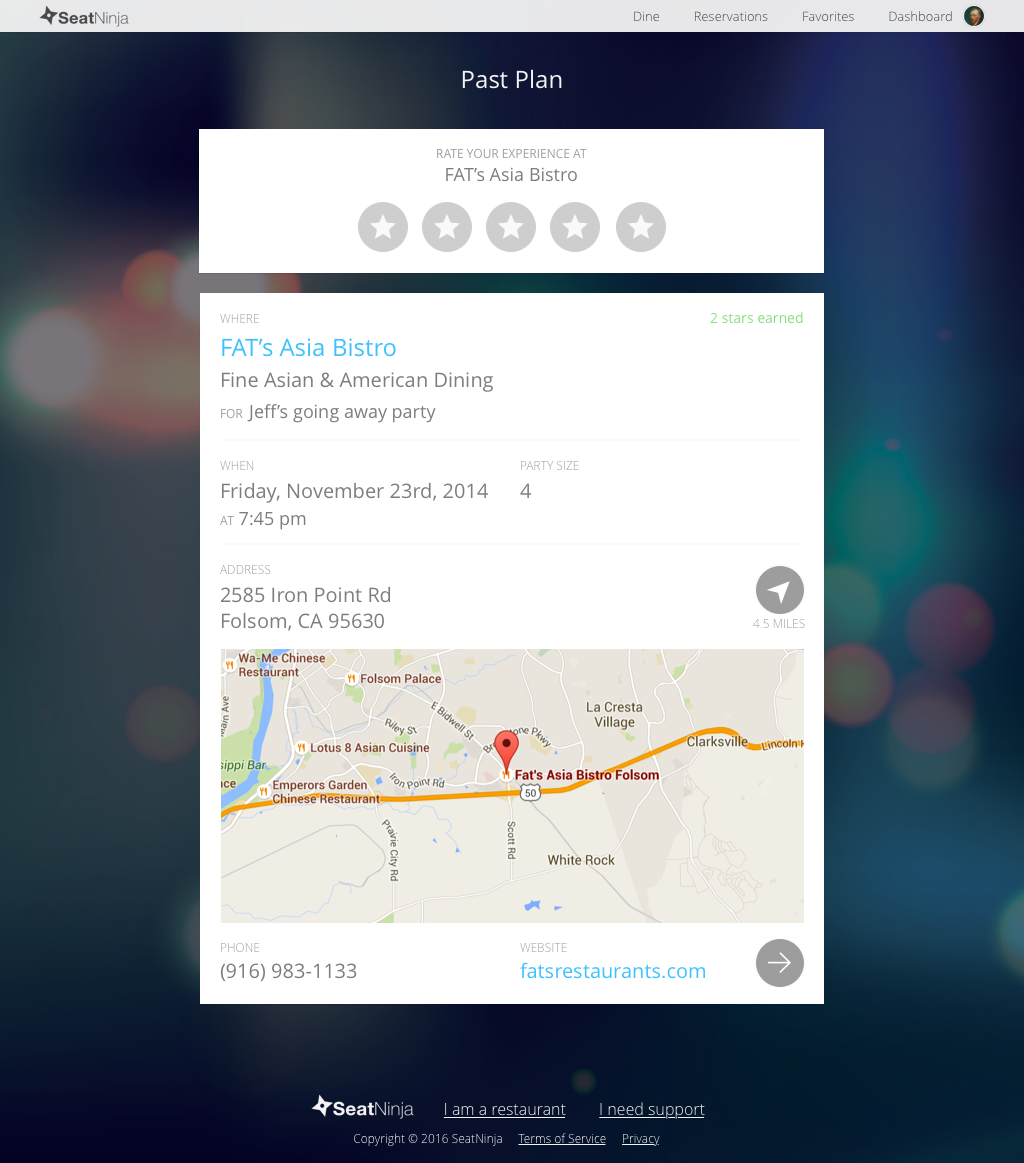 SeatNinja
Dine Reservations Favorites Dashboard
Past Plan
RATE YOUR EXPERIENCE AT
FAT's Asia Bistro
WHERE
2 stars earned
FAT's Asia Bistro
Fine Asian & American Dining
FOR Jeff's going away party
WHEN
PARTY SIZE
Friday, November 23rd, 2014
4
AT 7:45 pm
ADDRESS
2585 Iron Point Rd
Folsom, CA 95630
4.5 MILES
Wa-Me Chinese
Restaurant
Folsom Palace
La Cresta
Village
E Bidwell St
Riley St
Pkwy
Clarksville
Lincoln
Lotus 8 Asian Cuisine
Main Ave
Bar
Fat's Asia Bistro Folsom
Iron Point Rd
Emperors Garden
Chinese Restaurant
50
Prairie City Rd
Scott Rd
White Rock
PHONE
WEBSITE
(916) 983-1133
fatsrestaurants.com
SeatNinja
I am a restaurant
I need support
Copyright © 2016 SeatNinja Terms of Service Privacy